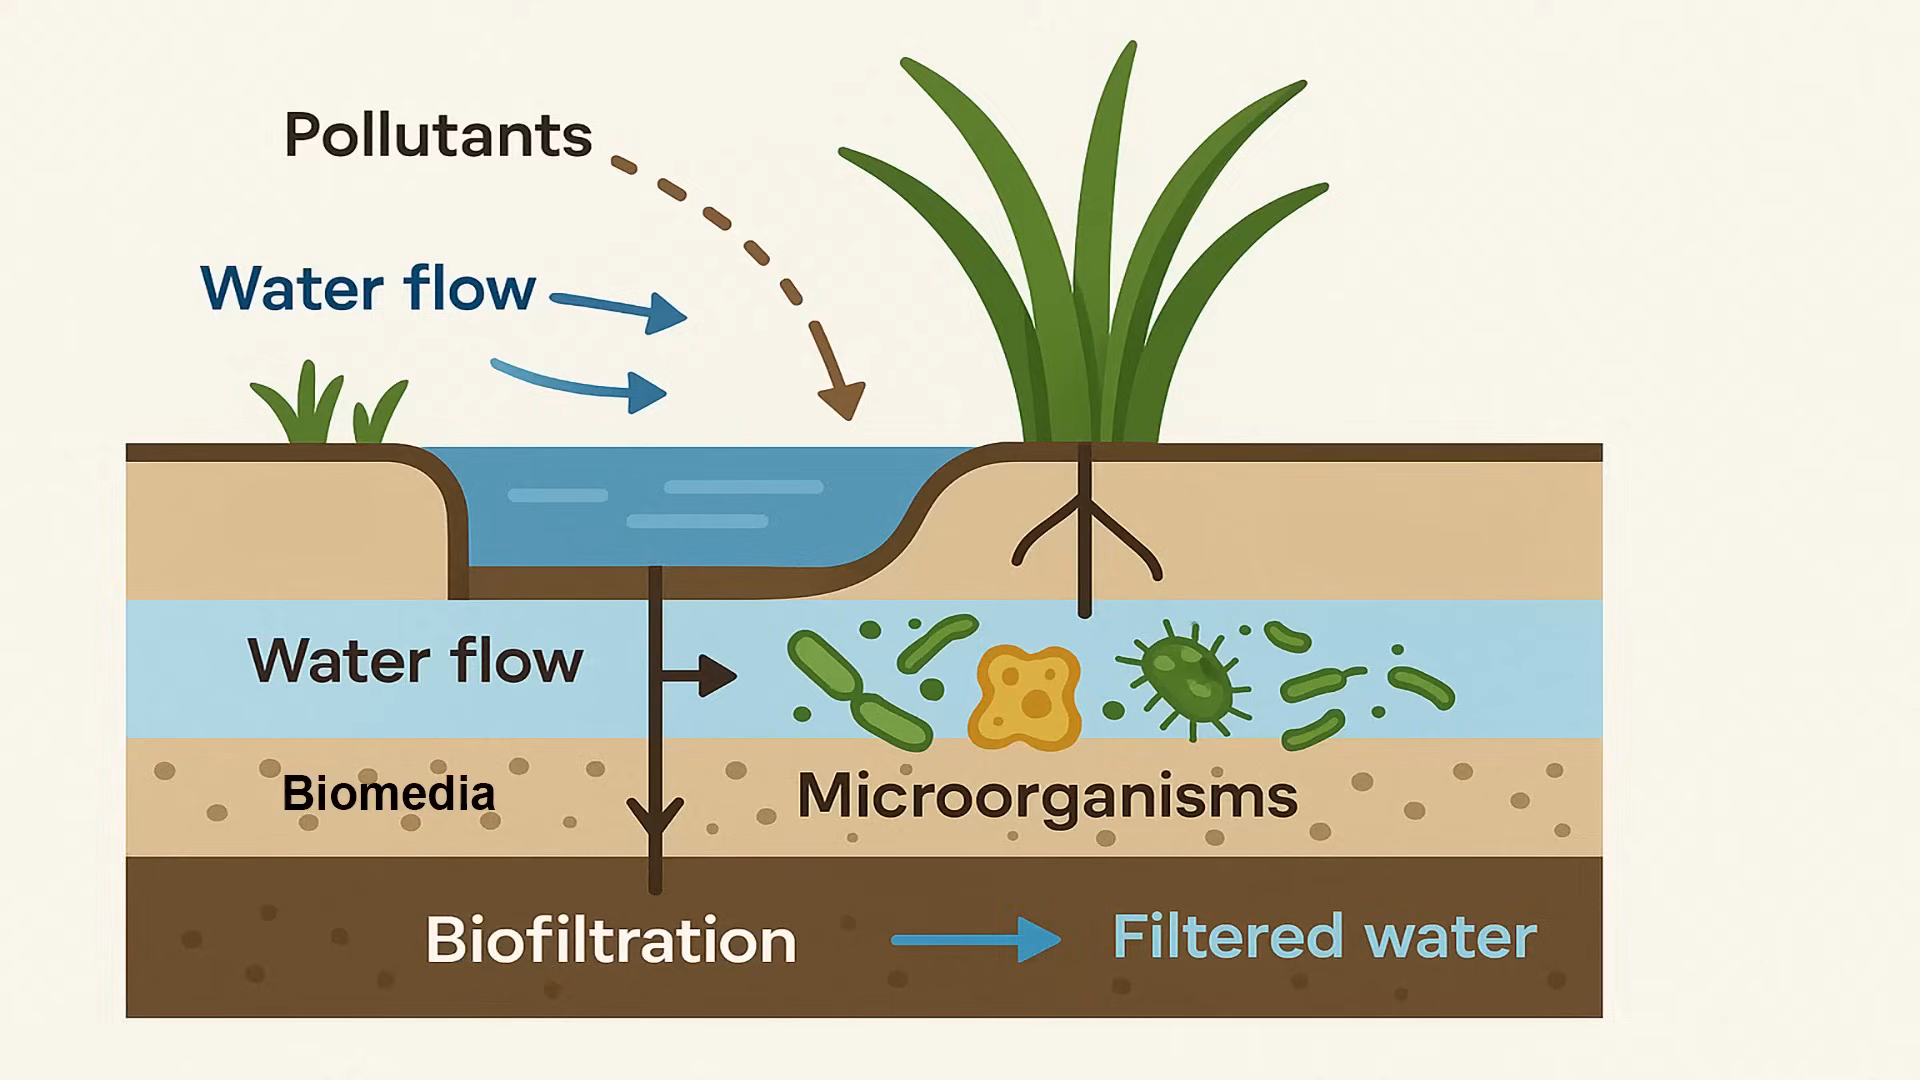 Pollutants
Water flow
Water flow
Biomedia
Microorganisms
Biofiltration
Filtered water